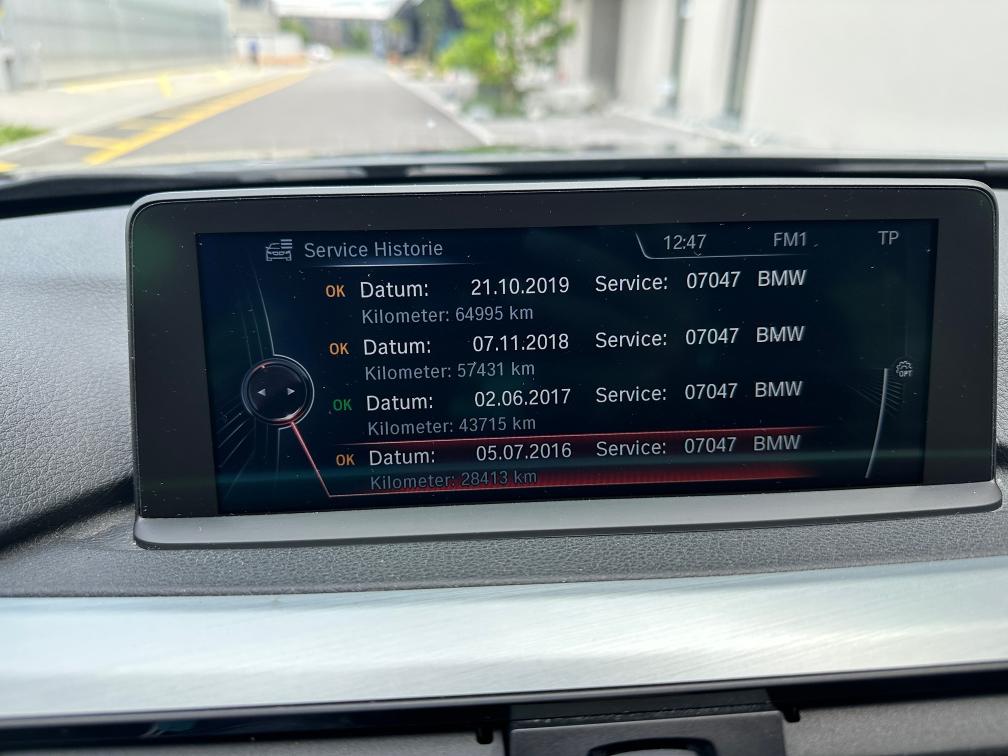 Service Historie 12:47 FM1 TP
OK Datum: 21.10.2019 Service: 07047 BMW
Kilometer: 64995 km
OK Datum: 07.11.2018 Service: 07047 BMW
Kilometer: 57431 km
OPT
OK Datum: 02.06.2017 Service: 07047 BMW
Kilometer: 43715 km
OK Datum: 05.07.2016 Service: 07047 BMW
Kilometer: 28413 km